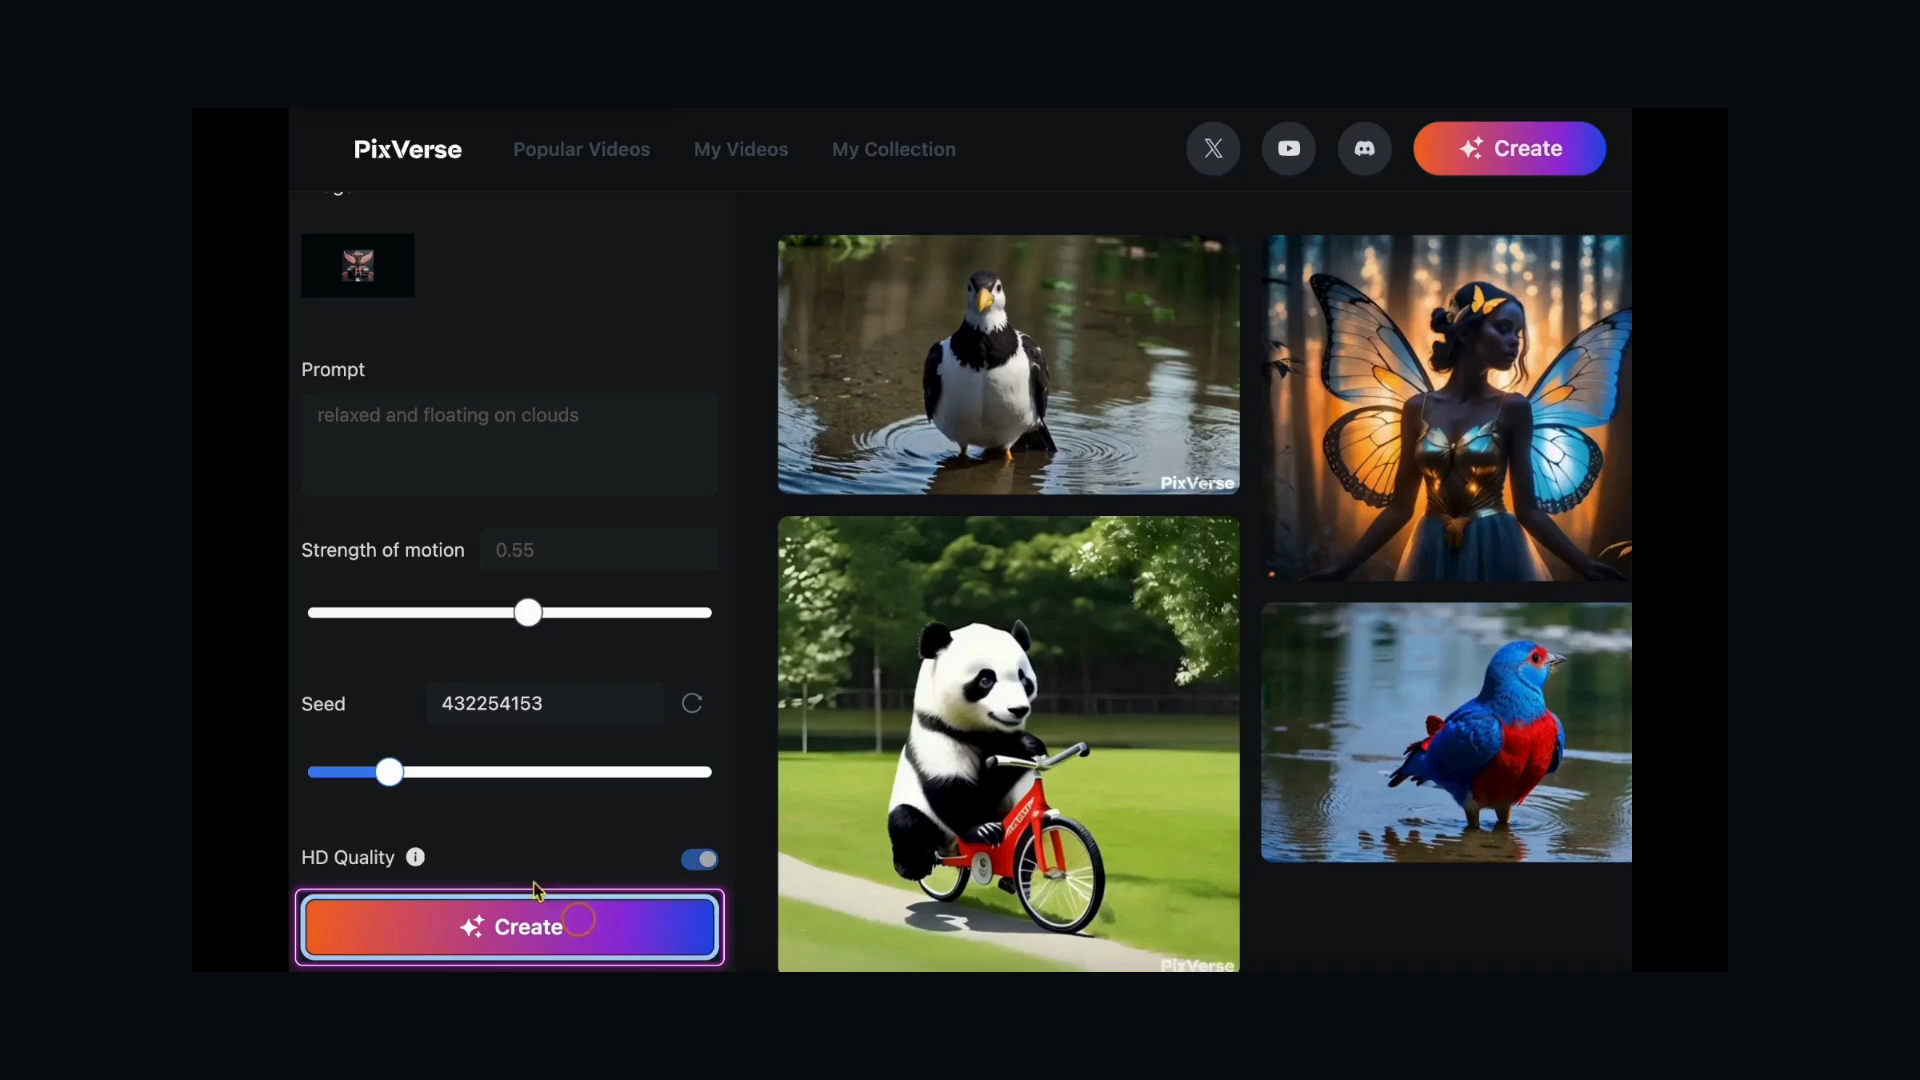 PixVerse
Popular Videos
My Videos
My Collection
Create
Prompt
relaxed and floating on clouds
Strength of motion
0.55
Seed
432254153
HD Quality
Create
PixVerse
PixVerse